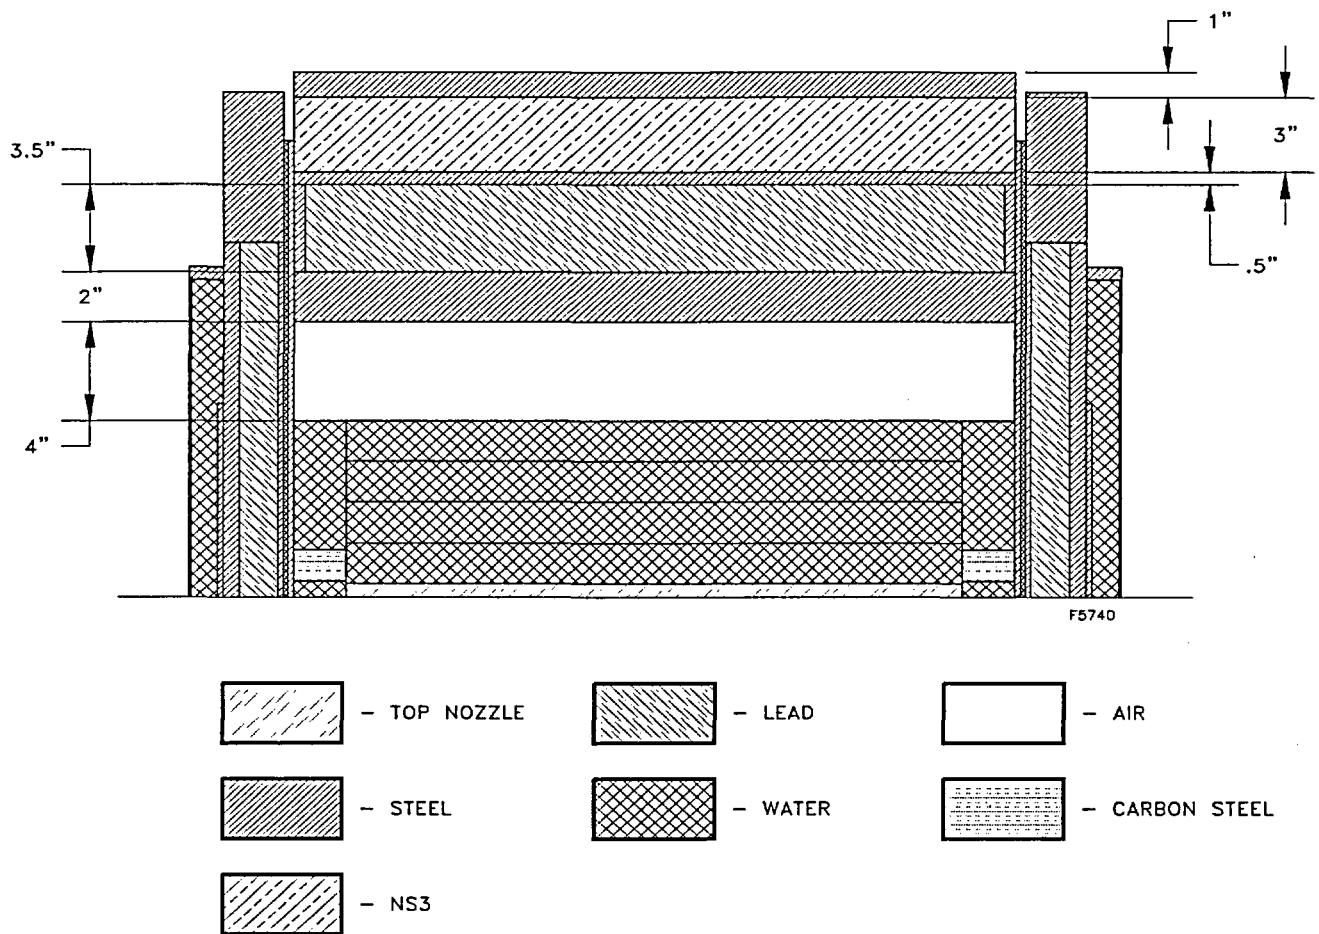 1”
3”
3.5”
.5”
2”
4”
F5740
- TOP NOZZLE
- LEAD
- AIR
- STEEL
- WATER
- CARBON STEEL
- NS3